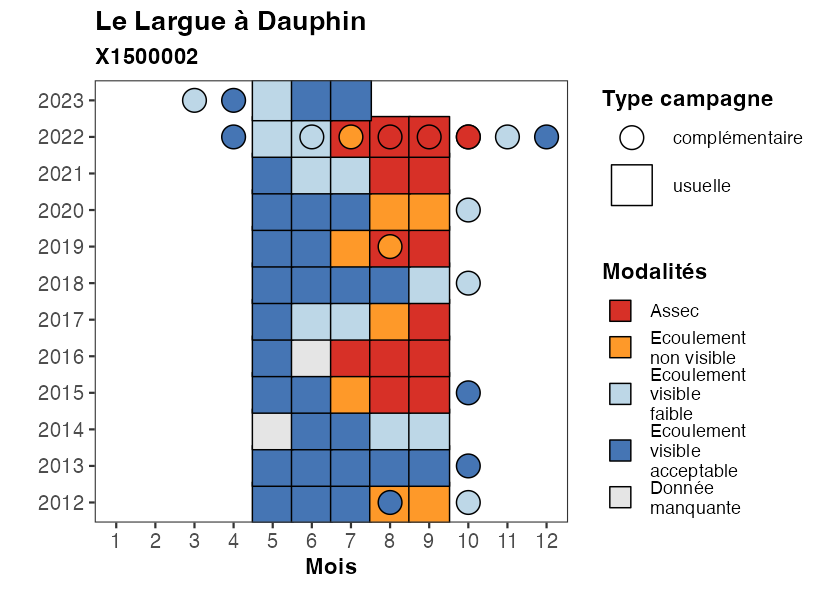 Le Largue à Dauphin
X1500002
2023
2022
2021
2020
2019
2018
2017
2016
2015
2014
2013
2012
1 2 3 4 5 6 7 8 9 10 11 12
Mois
Type campagne
complémentaire
usuelle
Modalités
Assec
Ecoulement
non visible
Ecoulement
visible
faible
Ecoulement
visible
acceptable
Donnée
manquante